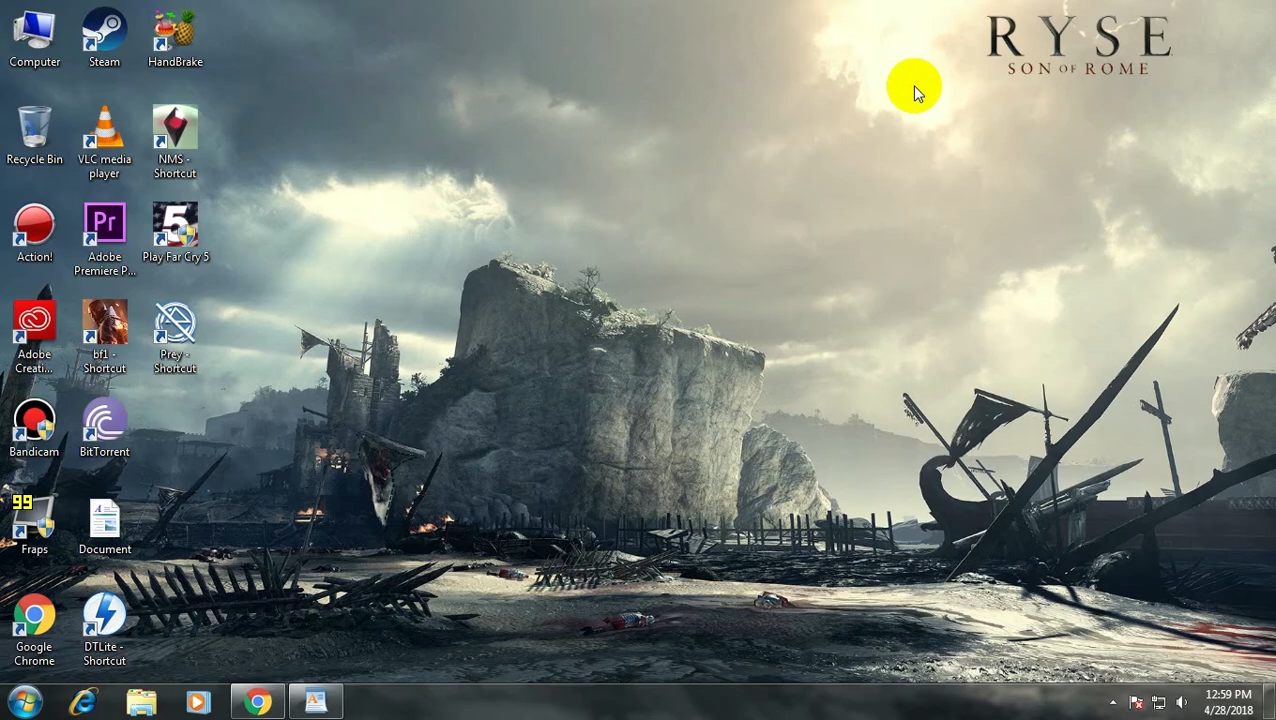 RYSE
SON OF ROME
Computer
Steam
HandBrake
Recycle Bin
VLC media
player
NMS -
Shortcut
5
Action!
Pr
Adobe
Premiere P...
Play Far Cry 5
Adobe
Creati...
bf1 -
Shortcut
Prey -
Shortcut
Bandicam
BitTorrent
99
Fraps
Document
Google
Chrome
DTLite -
Shortcut
12:59 PM
4/28/2018